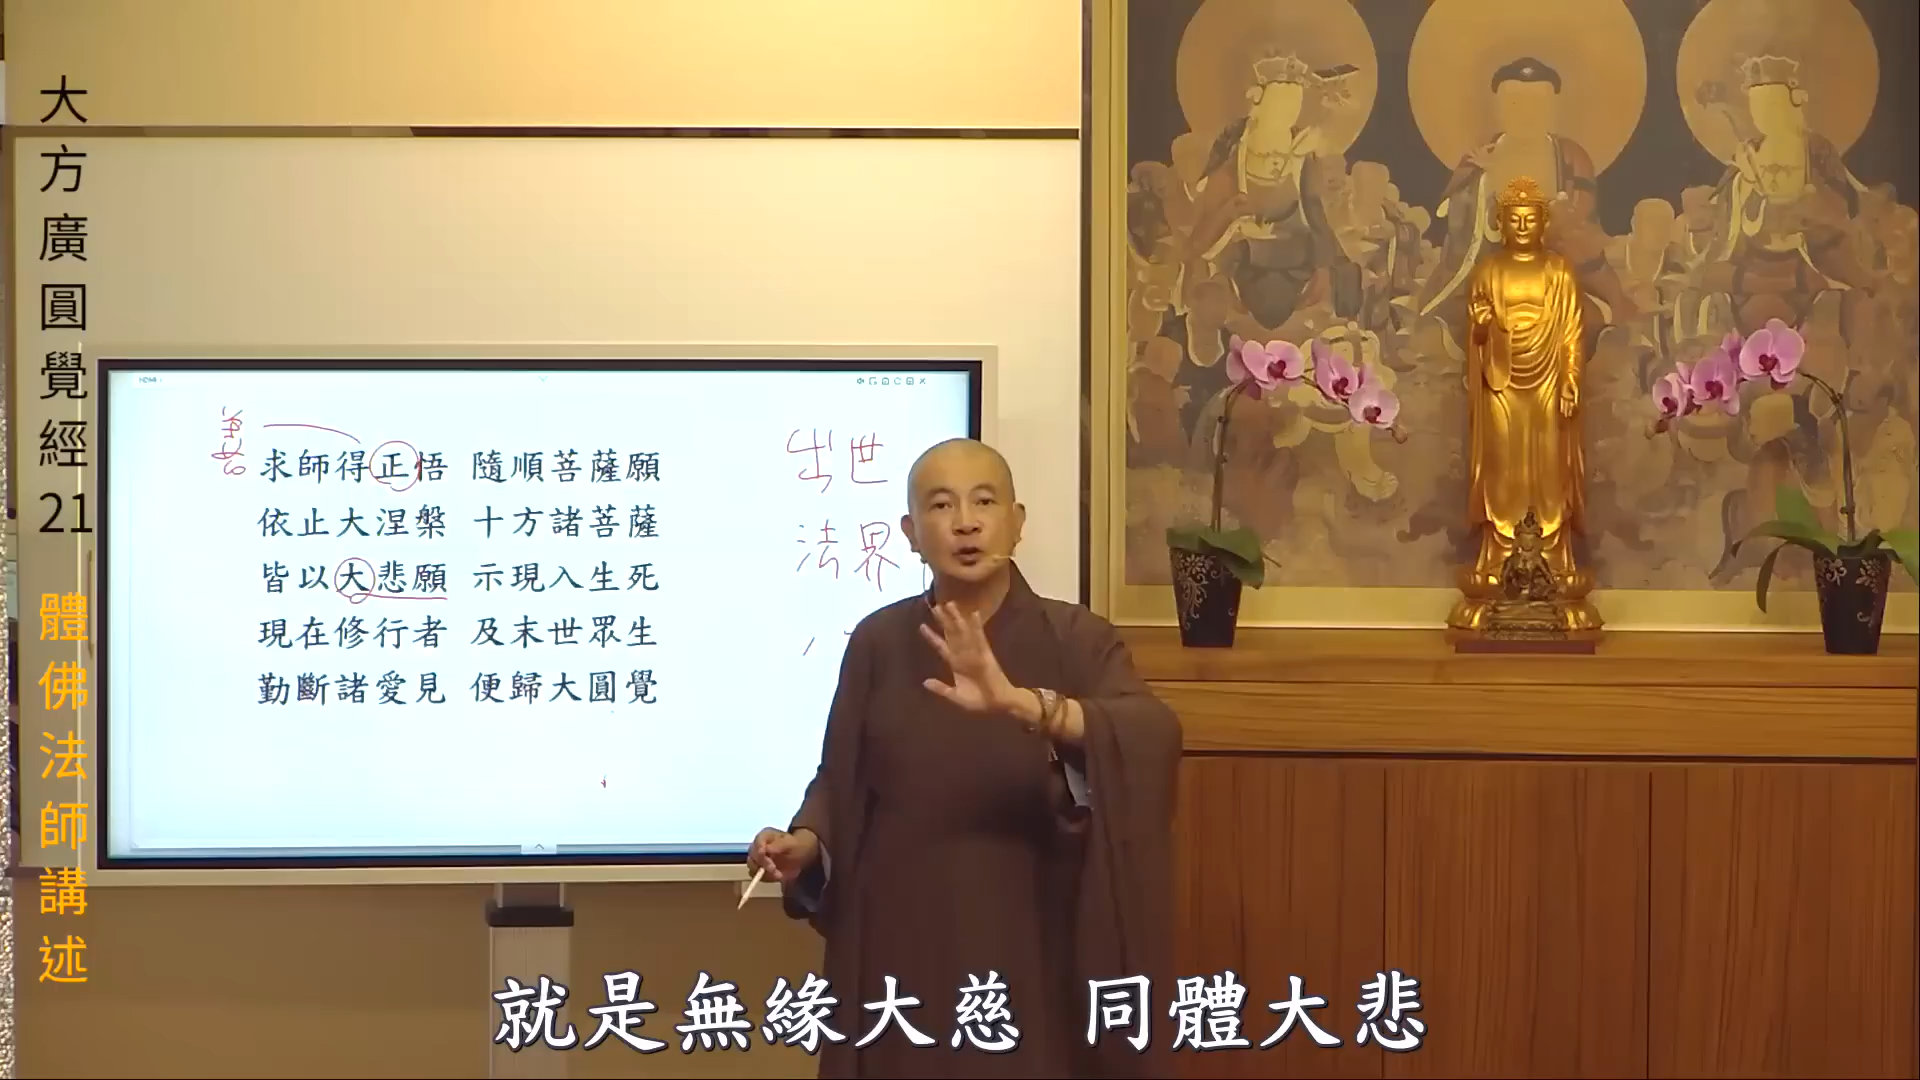 大方廣圓覺經21 體佛法師講述
求師得正悟 隨順菩薩願
依止大涅槃 十方諸菩薩
皆以大悲願 示現入生死
現在修行者 及末世眾生
勤斷諸愛見 便歸大圓覺
出世
法界
就是無緣大慈 同體大悲